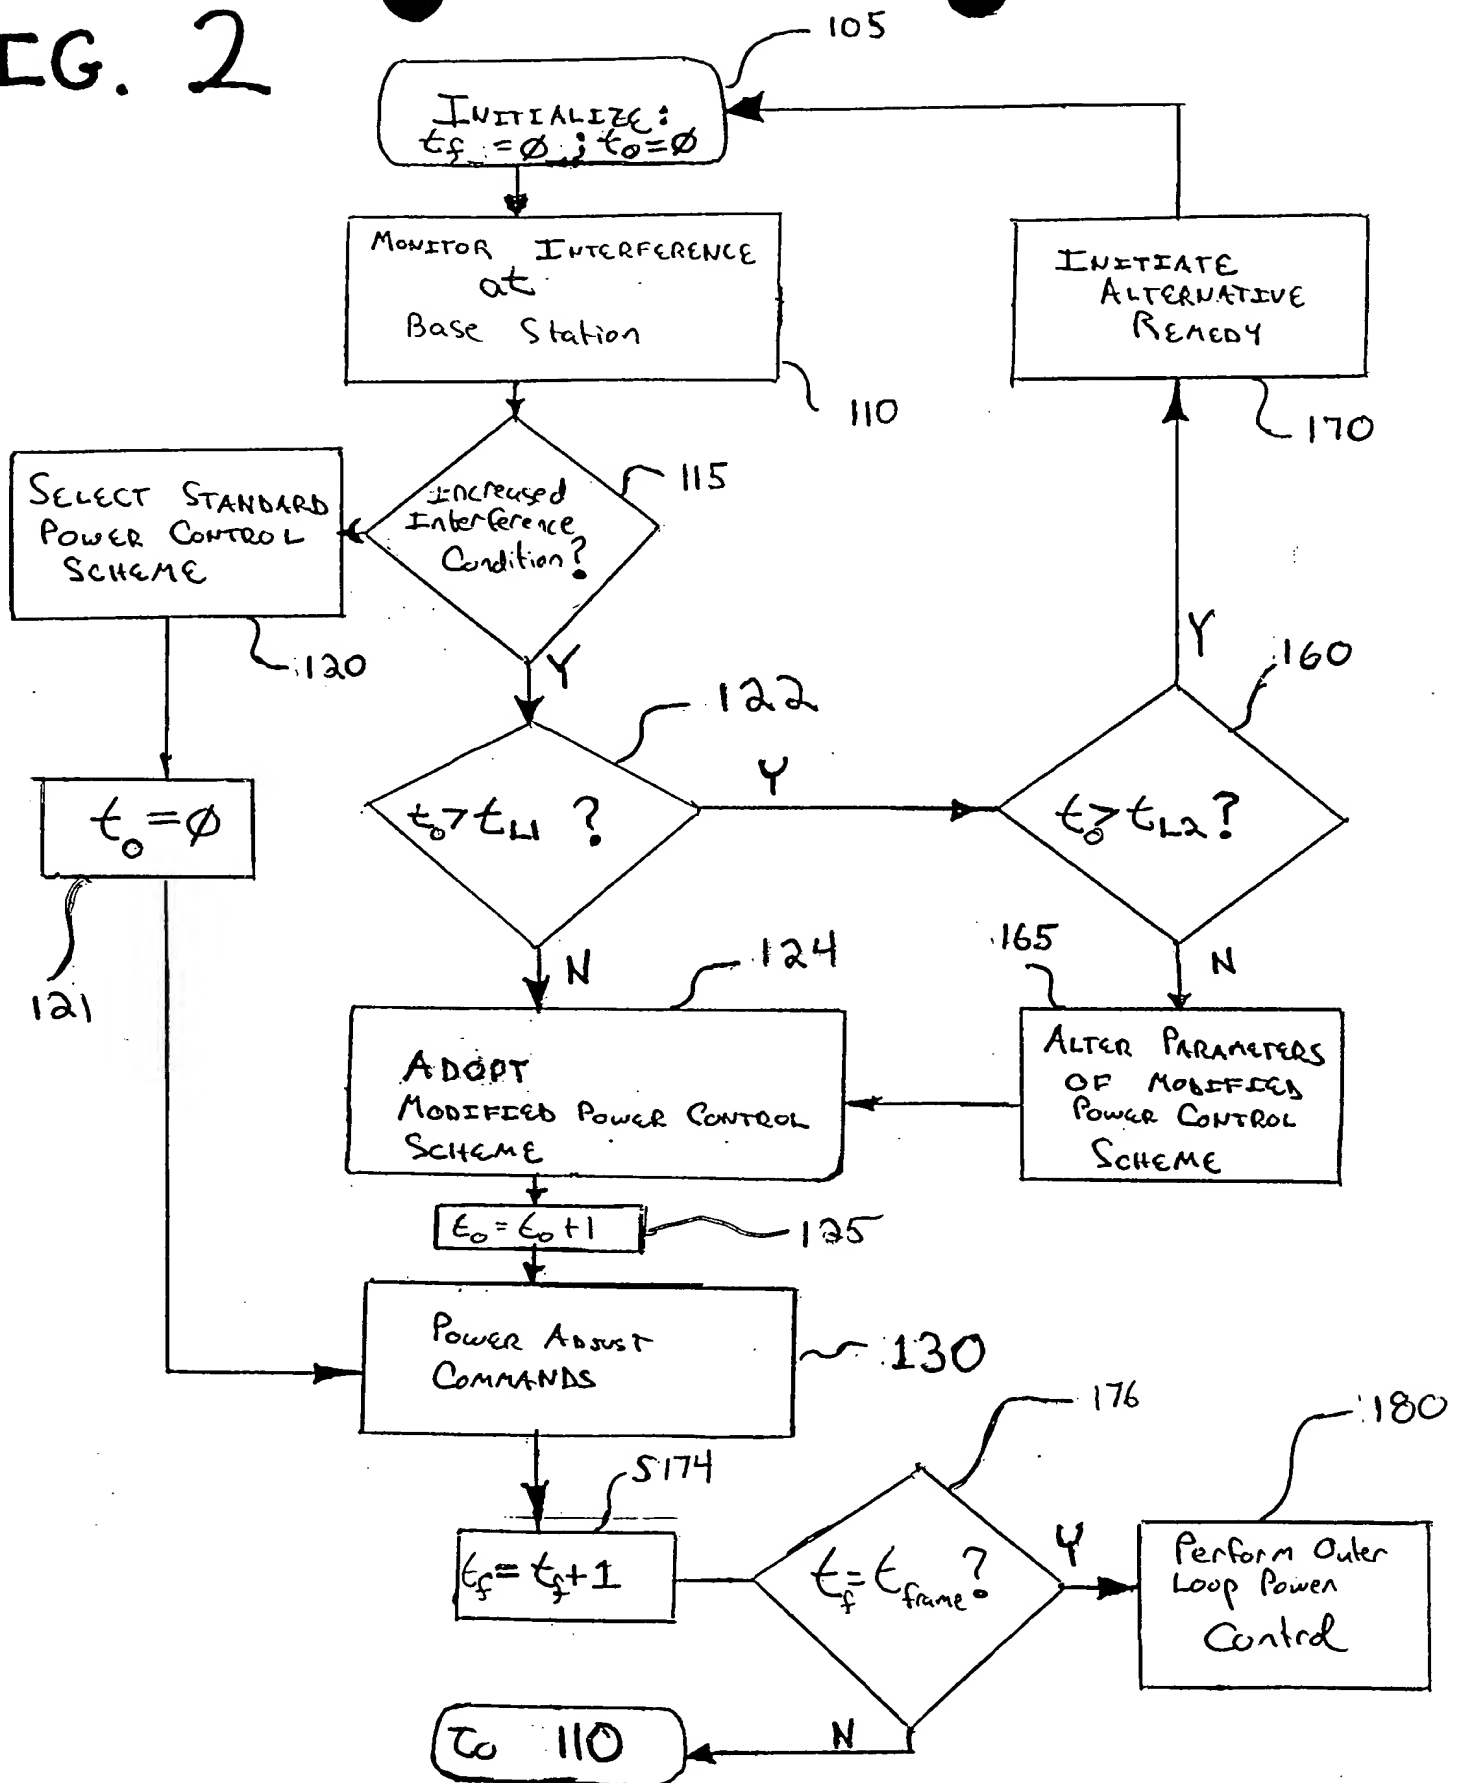 IG. 2
105
INITIALIZE:
tf = Ø ; to = Ø
MONITOR INTERFERENCE
at
Base Station
110
INITIATE
ALTERNATIVE
REMEDY
170
SELECT STANDARD
POWER CONTROL
SCHEME
120
Increased
Interference
Condition?
115
Y
122
to > tL1 ?
Y
160
to > tL2 ?
Y
N
to = Ø
121
N
124
ADOPT
MODIFIED POWER CONTROL
SCHEME
165
ALTER PARAMETERS
OF MODIFIED
POWER CONTROL
SCHEME
to = to +1
125
POWER ADJUST
COMMANDS
130
S174
tf = tf+1
176
tf = tframe?
Y
180
Perform Outer
Loop Power
Control
N
To 110